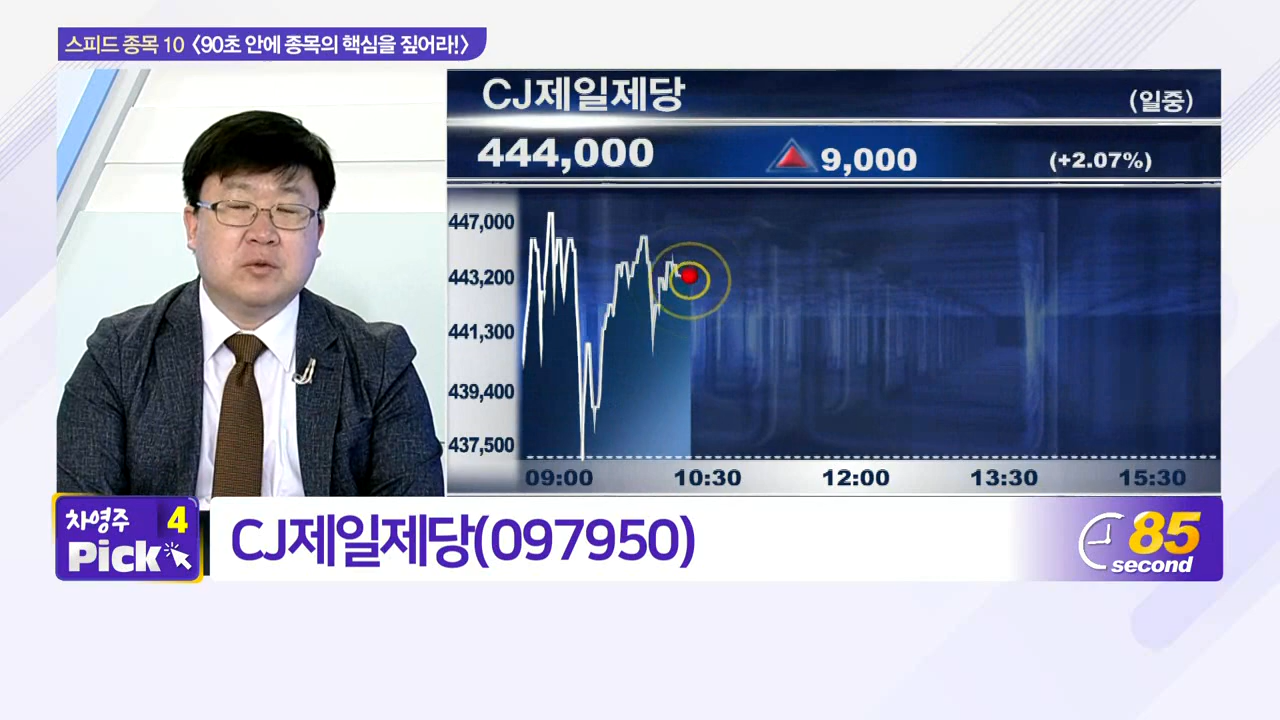 스피드 종목 10 <90초 안에 종목의 핵심을 짚어라!>
CJ제일제당
(일중)
444,000 ▲ 9,000 (+2.07%)
447,000
443,200
441,300
439,400
437,500
09:00 10:30 12:00 13:30 15:30
차영주 4
Pick
CJ제일제당(097950)
85
second